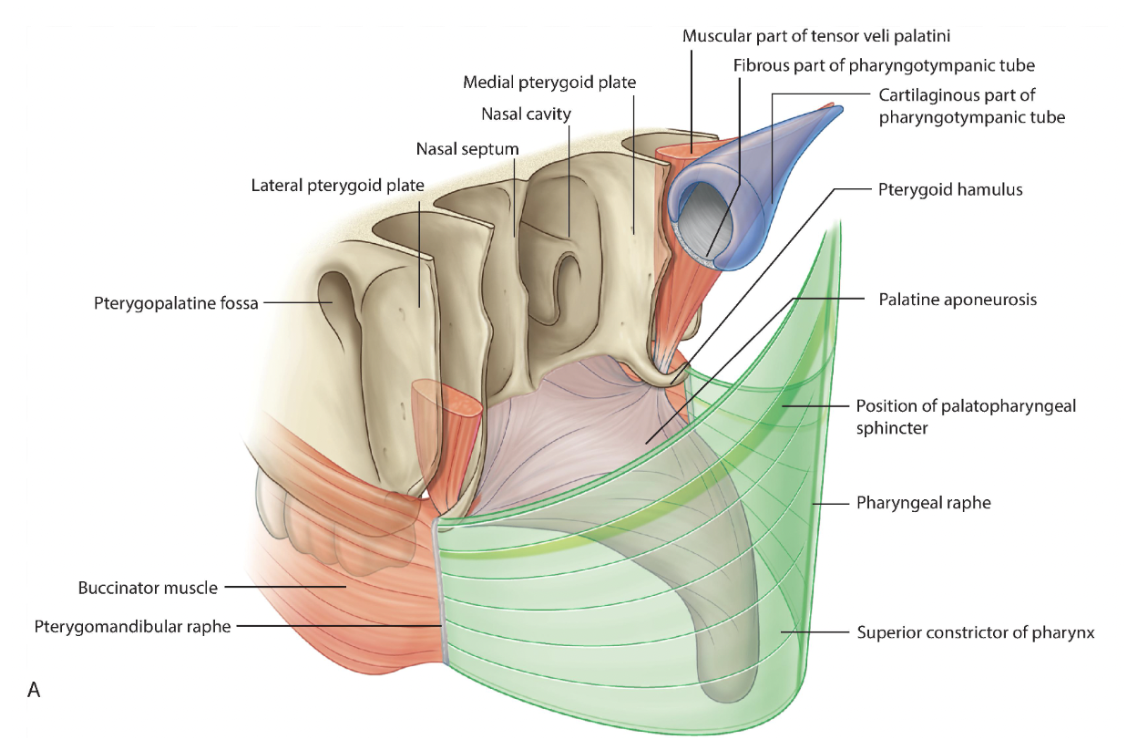 Muscular part of tensor veli palatini
Fibrous part of pharyngotympanic tube
Medial pterygoid plate
Cartilaginous part of
pharyngotympanic tube
Nasal cavity
Nasal septum
Lateral pterygoid plate
Pterygoid hamulus
Pterygopalatine fossa
Palatine aponeurosis
Position of palatopharyngeal
sphincter
Pharyngeal raphe
Buccinator muscle
Pterygomandibular raphe
Superior constrictor of pharynx
A